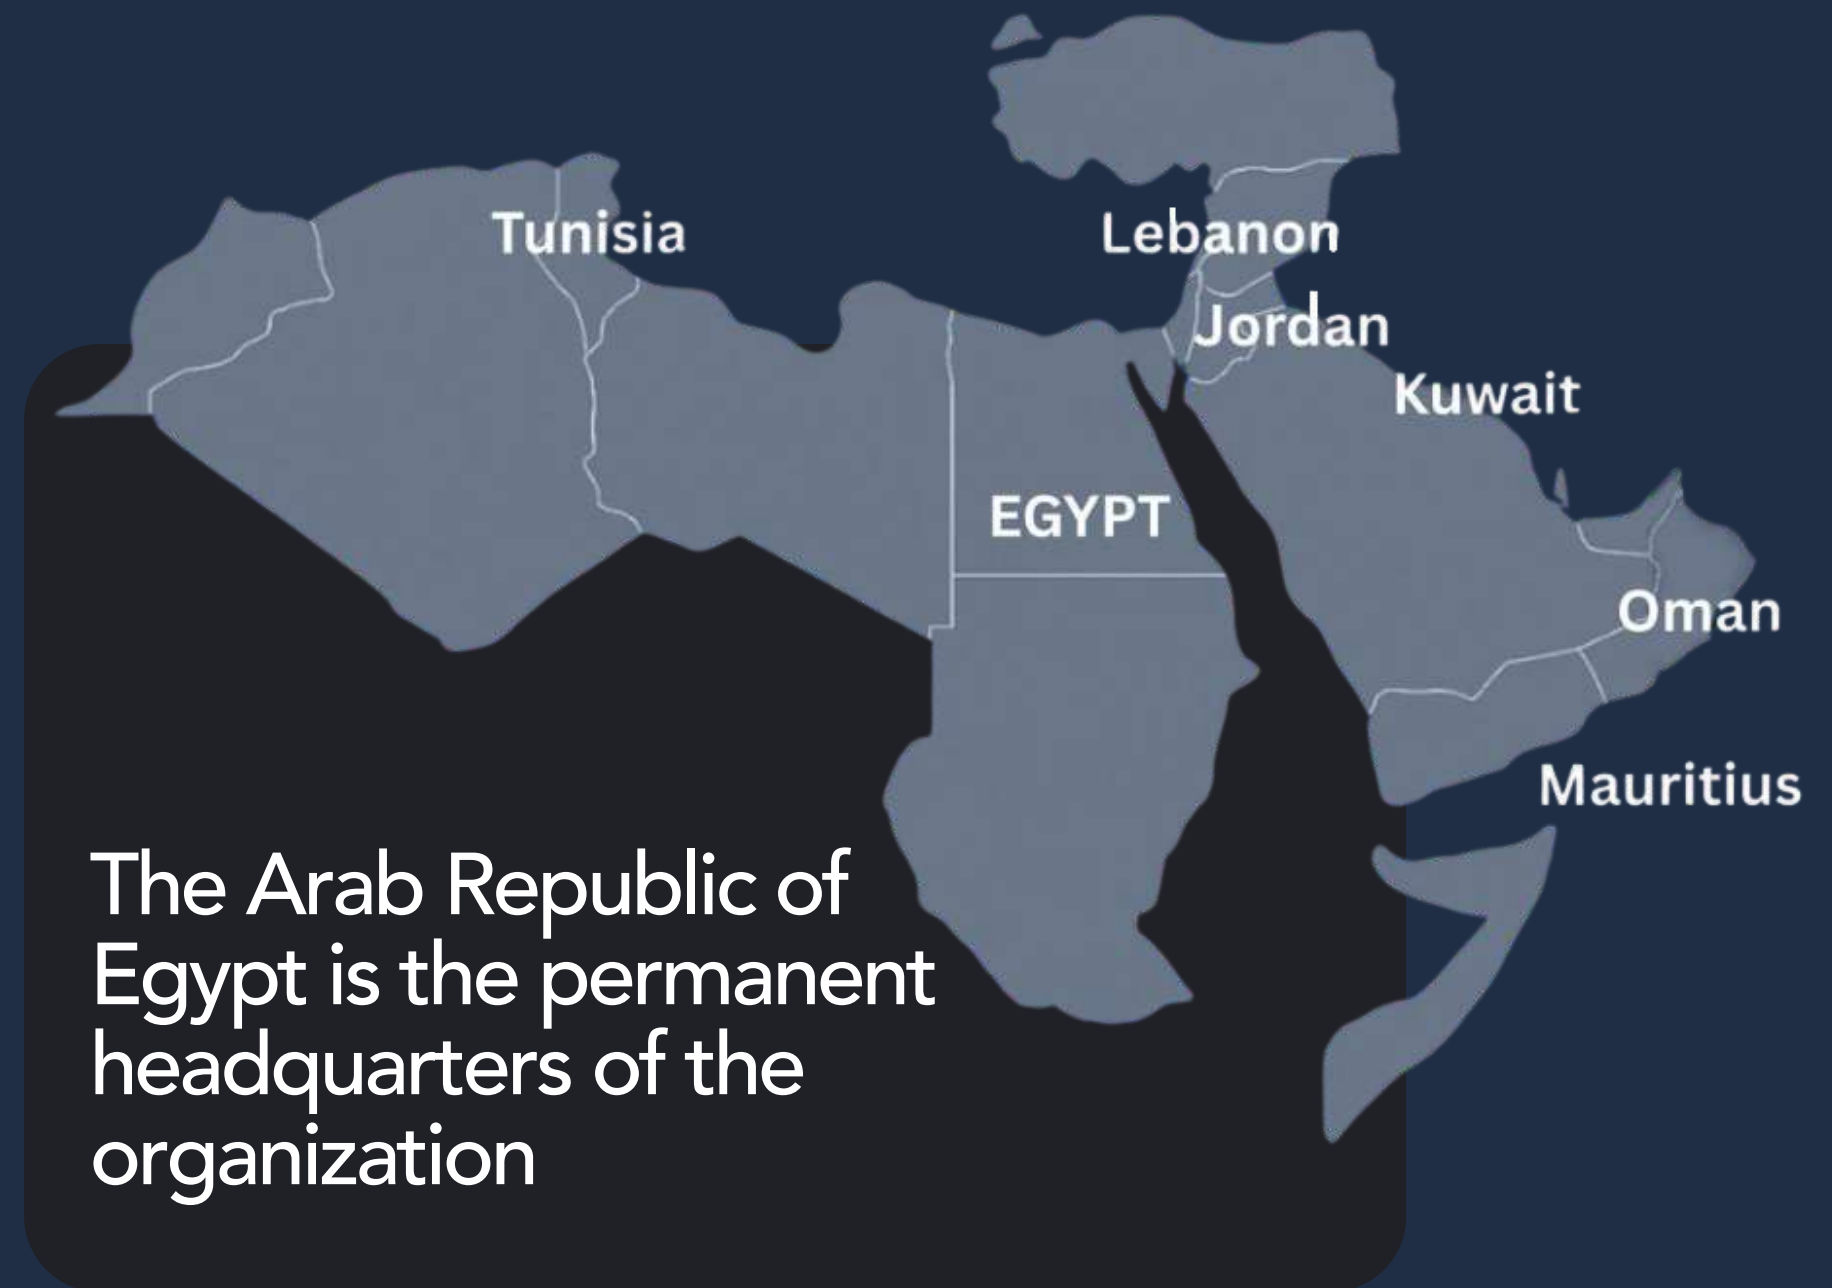 Tunisia
Lebanon
Jordan
Kuwait
EGYPT
Oman
Mauritius
The Arab Republic of
Egypt is the permanent
headquarters of the
organization